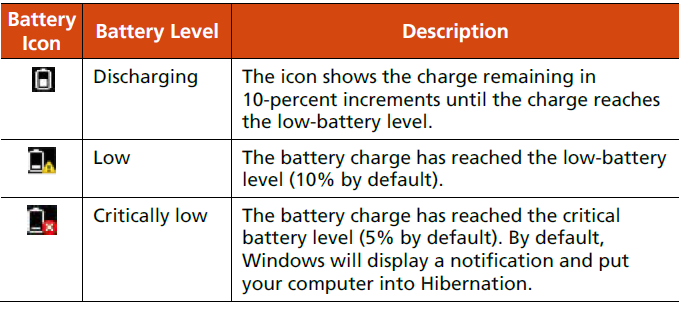 Battery Icon
Battery Level
Description
Discharging
The icon shows the charge remaining in
10-percent increments until the charge reaches
the low-battery level.
Low
The battery charge has reached the low-battery
level (10% by default).
Critically low
The battery charge has reached the critical
battery level (5% by default). By default,
Windows will display a notification and put
your computer into Hibernation.